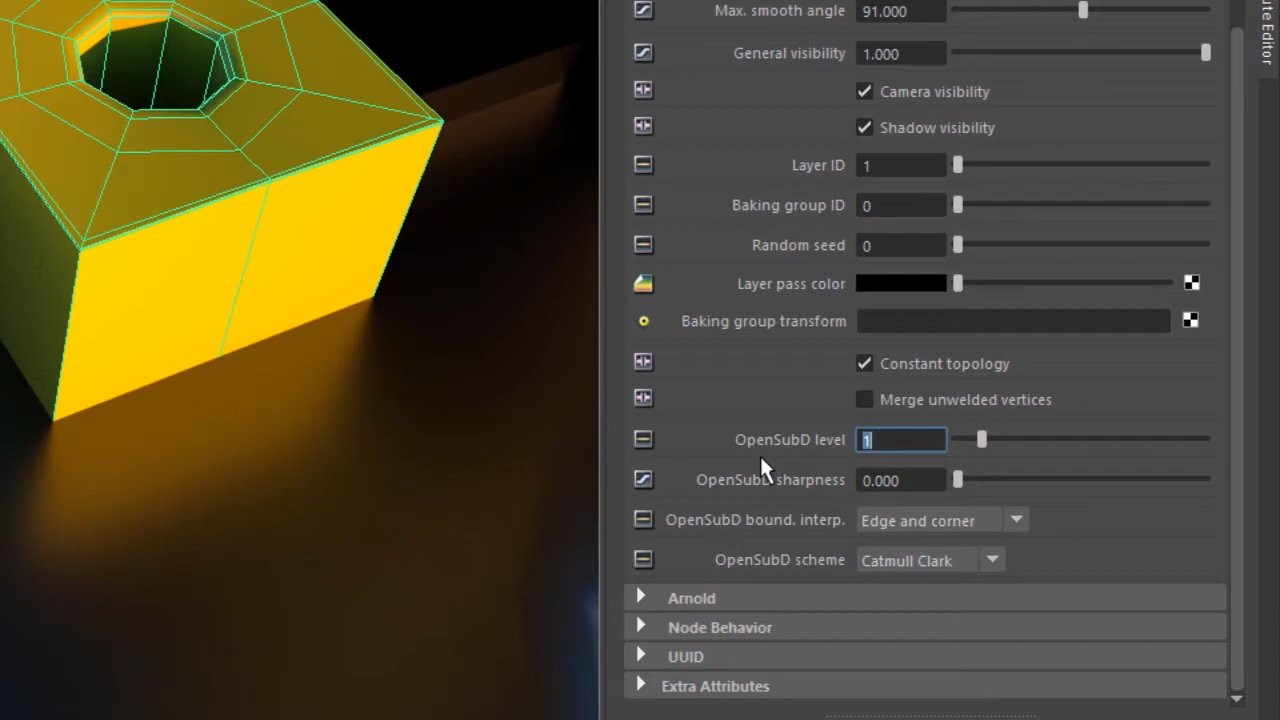 Max. smooth angle 91.000
General visibility 1.000
Camera visibility
Shadow visibility
Layer ID 1
Baking group ID 0
Random seed 0
Layer pass color
Baking group transform
Constant topology
Merge unwelded vertices
OpenSubD level 1
OpenSubD sharpness 0.000
OpenSubD bound. interp. Edge and corner
OpenSubD scheme Catmull Clark
Arnold
Node Behavior
UUID
Extra Attributes
Editor